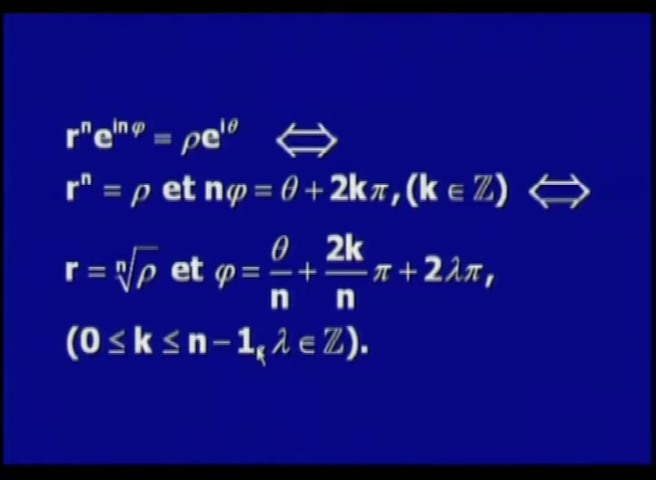 rⁿe^{inφ} = ρe^{iθ} ⟺
rⁿ = ρ et nφ = θ + 2kπ, (k ∈ ℤ) ⟺
r = ⁿ√ρ et φ = θ/n + 2k/n π + 2λπ,
(0 ≤ k ≤ n − 1, λ ∈ ℤ).